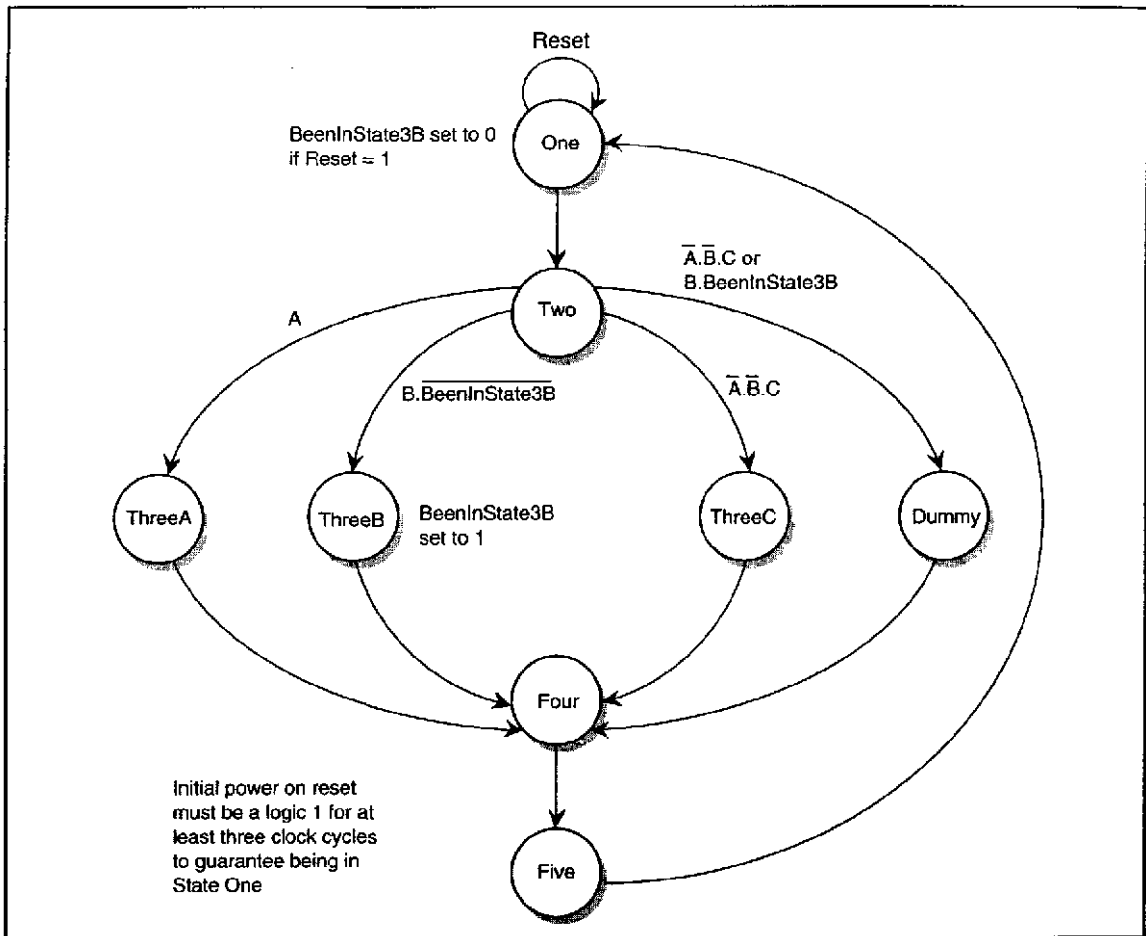 Reset
BeenInState3B set to 0
if Reset = 1
One
A̅.B̅.C or
B.BeenInState3B
Two
A
B.B̅e̅e̅n̅I̅n̅S̅t̅a̅t̅e̅3̅B̅
A̅.B̅.C
ThreeA
ThreeB
BeenInState3B
set to 1
ThreeC
Dummy
Four
Initial power on reset
must be a logic 1 for at
least three clock cycles
to guarantee being in
State One
Five